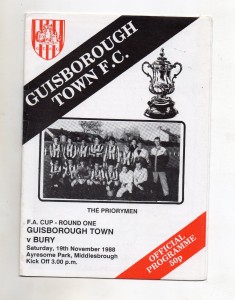 GUISBOROUGH
TOWN F.C.
THE PRIORYMEN
F.A. CUP - ROUND ONE
GUISBOROUGH TOWN
v BURY
Saturday, 19th November 1988
Ayresome Park, Middlesbrough
Kick Off 3.00 p.m.
OFFICIAL
PROGRAMME
50p